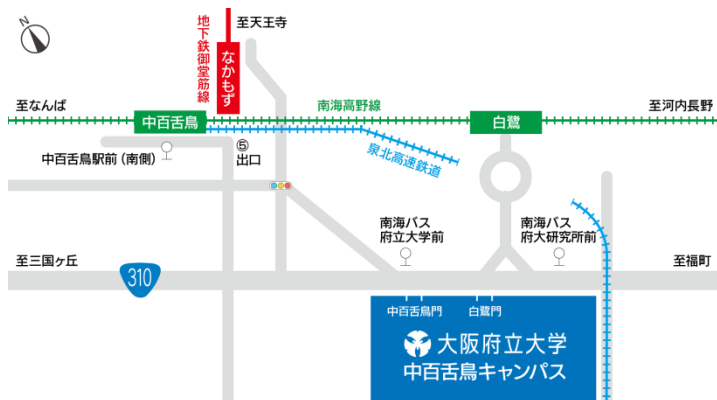 N
地下鉄御堂筋線
至天王寺
なかもず
至なんば
南海高野線
至河内長野
中百舌鳥
白鷺
中百舌鳥駅前（南側）
⑤
出口
泉北高速鉄道
南海バス
府立大学前
南海バス
府大研究所前
至三国ヶ丘
310
至福町
中百舌鳥門
白鷺門
大阪府立大学
中百舌鳥キャンパス